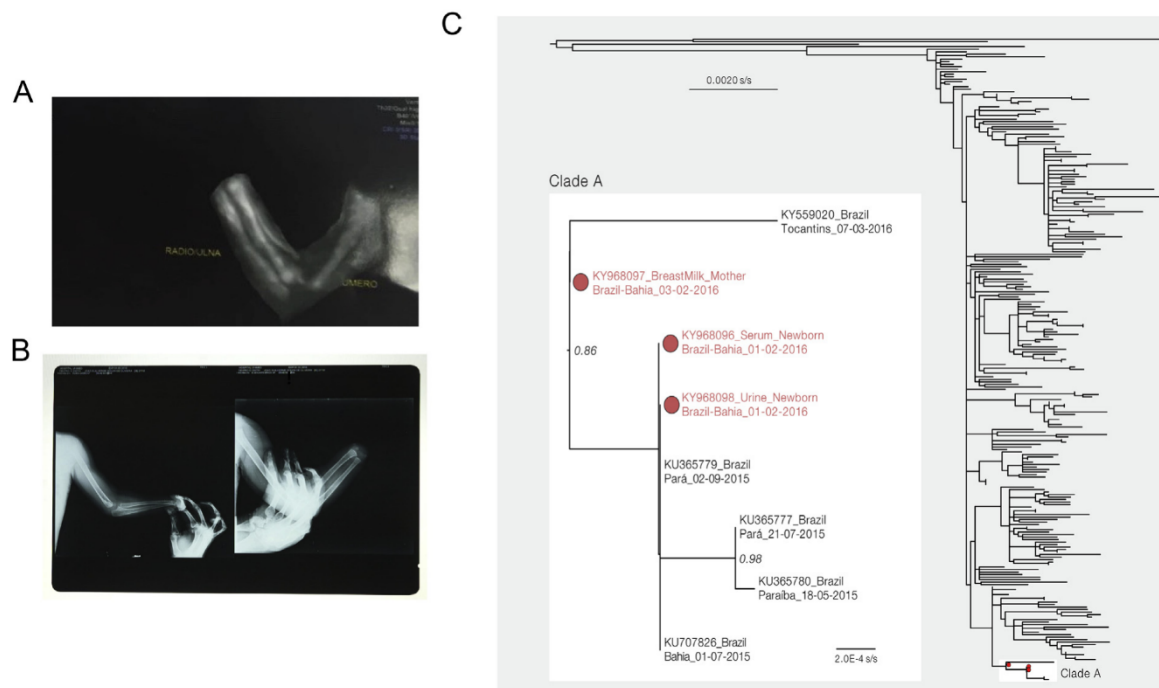 A
RADIO/ULNA
UMERO
B
C
0.0020 s/s
Clade A
KY559020_Brazil
Tocantins_07-03-2016
KY968097_BreastMilk_Mother
Brazil-Bahia_03-02-2016
KY968096_Serum_Newborn
Brazil-Bahia_01-02-2016
0.86
KY968098_Urine_Newborn
Brazil-Bahia_01-02-2016
KU365779_Brazil
Pará_02-09-2015
KU365777_Brazil
Pará_21-07-2015
0.98
KU365780_Brazil
Paraíba_18-05-2015
KU707826_Brazil
Bahia_01-07-2015
2.0E-4 s/s
Clade A